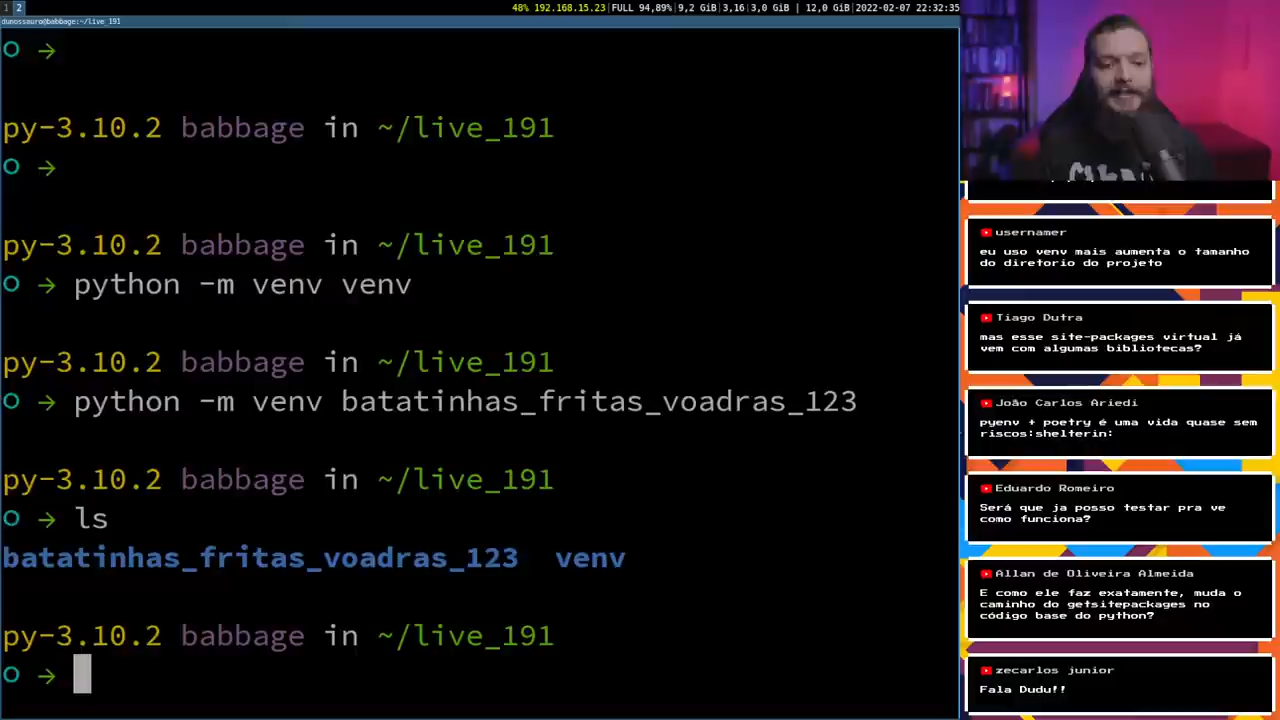 1 2
48% 192.168.15.23|FULL 94,89%|9,2 GiB|3,16|3,0 GiB | 12,0 GiB|2022-02-07 22:32:35
dunossauro@babbage:~/live_191
○ →
py-3.10.2 babbage in ~/live_191
○ →
py-3.10.2 babbage in ~/live_191
○ → python -m venv venv
py-3.10.2 babbage in ~/live_191
○ → python -m venv batatinhas_fritas_voadras_123
py-3.10.2 babbage in ~/live_191
○ → ls
batatinhas_fritas_voadras_123 venv
py-3.10.2 babbage in ~/live_191
○ →
usernamer
eu uso venv mais aumenta o tamanho
do diretorio do projeto
Tiago Dutra
mas esse site-packages virtual já
vem com algumas bibliotecas?
João Carlos Ariedi
pyenv + poetry é uma vida quase sem
riscos:shelterin:
Eduardo Romeiro
Será que ja posso testar pra ve
como funciona?
Allan de Oliveira Almeida
E como ele faz exatamente, muda o
caminho do getsitepackages no
código base do python?
zecarlos junior
Fala Dudu!!